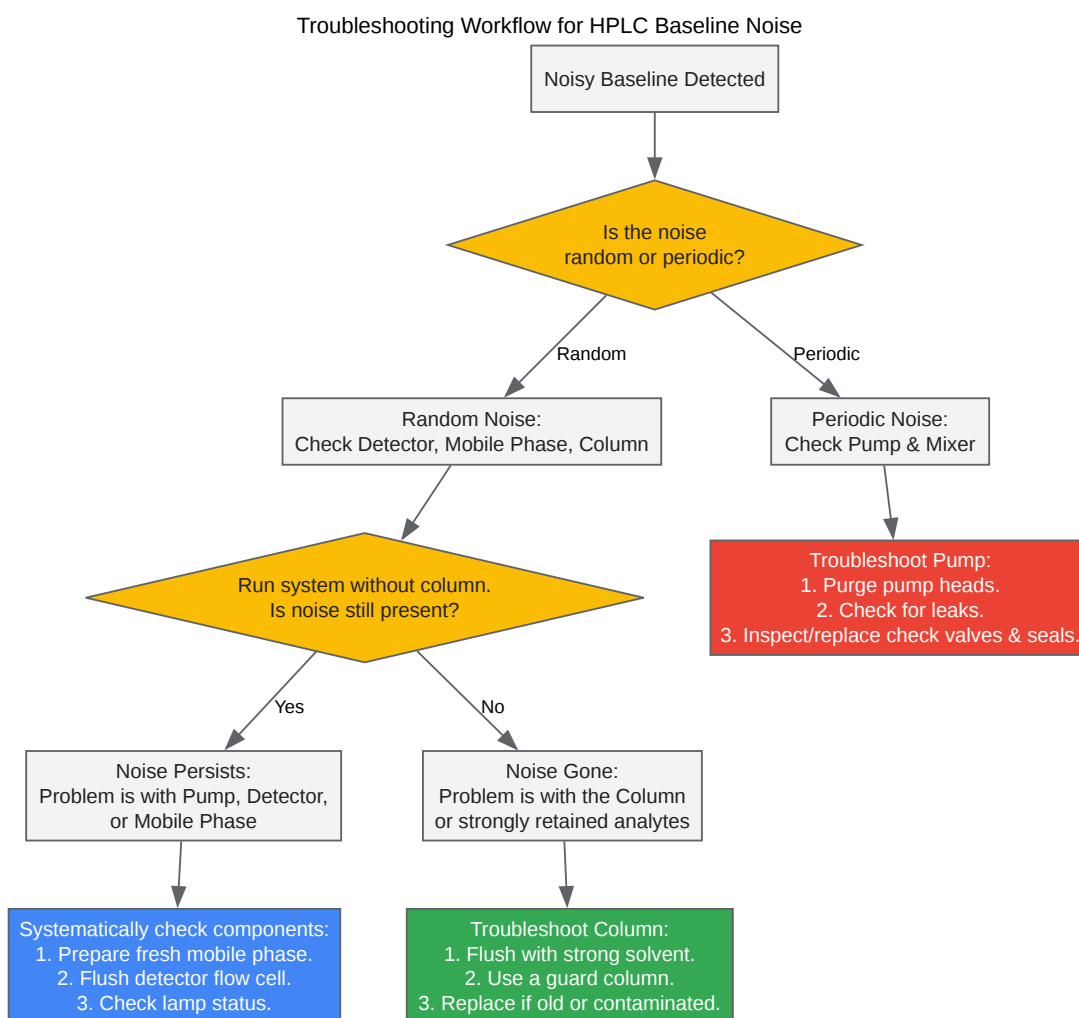 Troubleshooting Workflow for HPLC Baseline Noise
Noisy Baseline Detected
Is the noise
random or periodic?
Random
Periodic
Random Noise:
Check Detector, Mobile Phase, Column
Periodic Noise:
Check Pump & Mixer
Run system without column.
Is noise still present?
Troubleshoot Pump:
1. Purge pump heads.
2. Check for leaks.
3. Inspect/replace check valves & seals.
Yes
No
Noise Persists:
Problem is with Pump, Detector,
or Mobile Phase
Noise Gone:
Problem is with the Column
or strongly retained analytes
Systematically check components:
1. Prepare fresh mobile phase.
2. Flush detector flow cell.
3. Check lamp status.
Troubleshoot Column:
1. Flush with strong solvent.
2. Use a guard column.
3. Replace if old or contaminated.